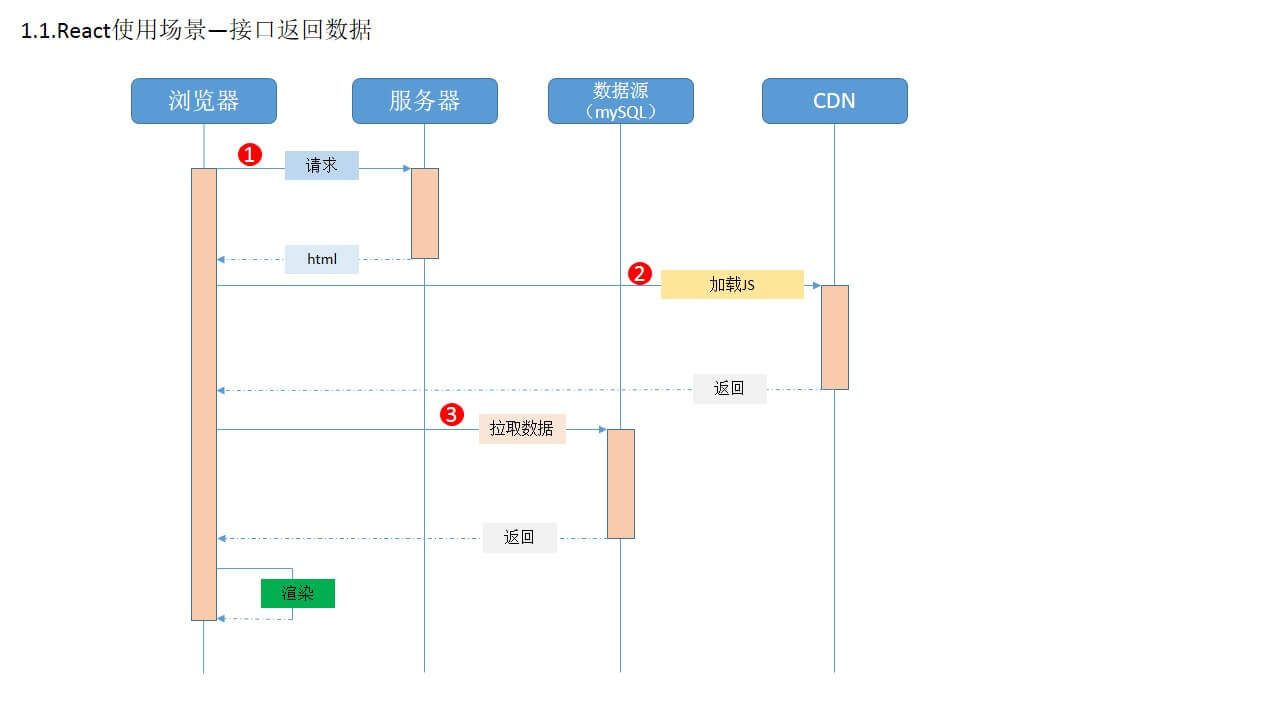 1.1.React使用场景—接口返回数据
浏览器
服务器
数据源
（mySQL）
CDN
1
请求
html
2
加载JS
返回
3
拉取数据
返回
渲染